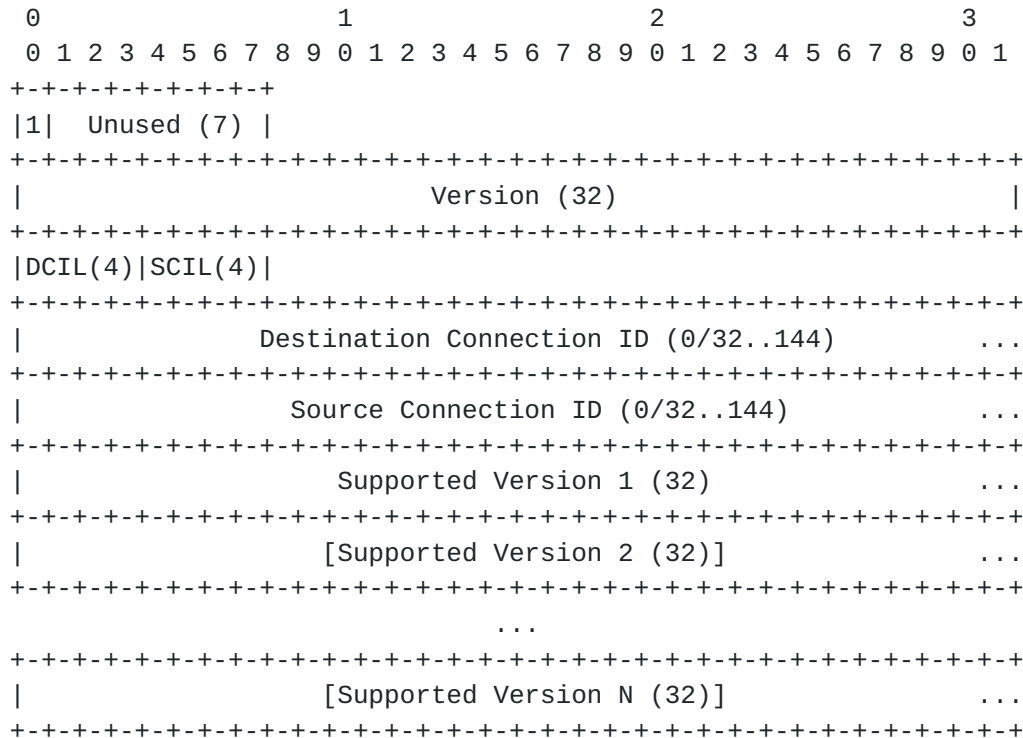 0                   1                   2                   3
 0 1 2 3 4 5 6 7 8 9 0 1 2 3 4 5 6 7 8 9 0 1 2 3 4 5 6 7 8 9 0 1
+-+-+-+-+-+-+-+-+
|1|  Unused (7) |
+-+-+-+-+-+-+-+-+-+-+-+-+-+-+-+-+-+-+-+-+-+-+-+-+-+-+-+-+-+-+-+-+
|                          Version (32)                         |
+-+-+-+-+-+-+-+-+-+-+-+-+-+-+-+-+-+-+-+-+-+-+-+-+-+-+-+-+-+-+-+-+
|DCIL(4)|SCIL(4)|
+-+-+-+-+-+-+-+-+-+-+-+-+-+-+-+-+-+-+-+-+-+-+-+-+-+-+-+-+-+-+-+-+
|               Destination Connection ID (0/32..144)         ...
+-+-+-+-+-+-+-+-+-+-+-+-+-+-+-+-+-+-+-+-+-+-+-+-+-+-+-+-+-+-+-+-+
|                 Source Connection ID (0/32..144)            ...
+-+-+-+-+-+-+-+-+-+-+-+-+-+-+-+-+-+-+-+-+-+-+-+-+-+-+-+-+-+-+-+-+
|                    Supported Version 1 (32)                 ...
+-+-+-+-+-+-+-+-+-+-+-+-+-+-+-+-+-+-+-+-+-+-+-+-+-+-+-+-+-+-+-+-+
|                   [Supported Version 2 (32)]                ...
+-+-+-+-+-+-+-+-+-+-+-+-+-+-+-+-+-+-+-+-+-+-+-+-+-+-+-+-+-+-+-+-+
                               ...
+-+-+-+-+-+-+-+-+-+-+-+-+-+-+-+-+-+-+-+-+-+-+-+-+-+-+-+-+-+-+-+-+
|                   [Supported Version N (32)]                ...
+-+-+-+-+-+-+-+-+-+-+-+-+-+-+-+-+-+-+-+-+-+-+-+-+-+-+-+-+-+-+-+-+